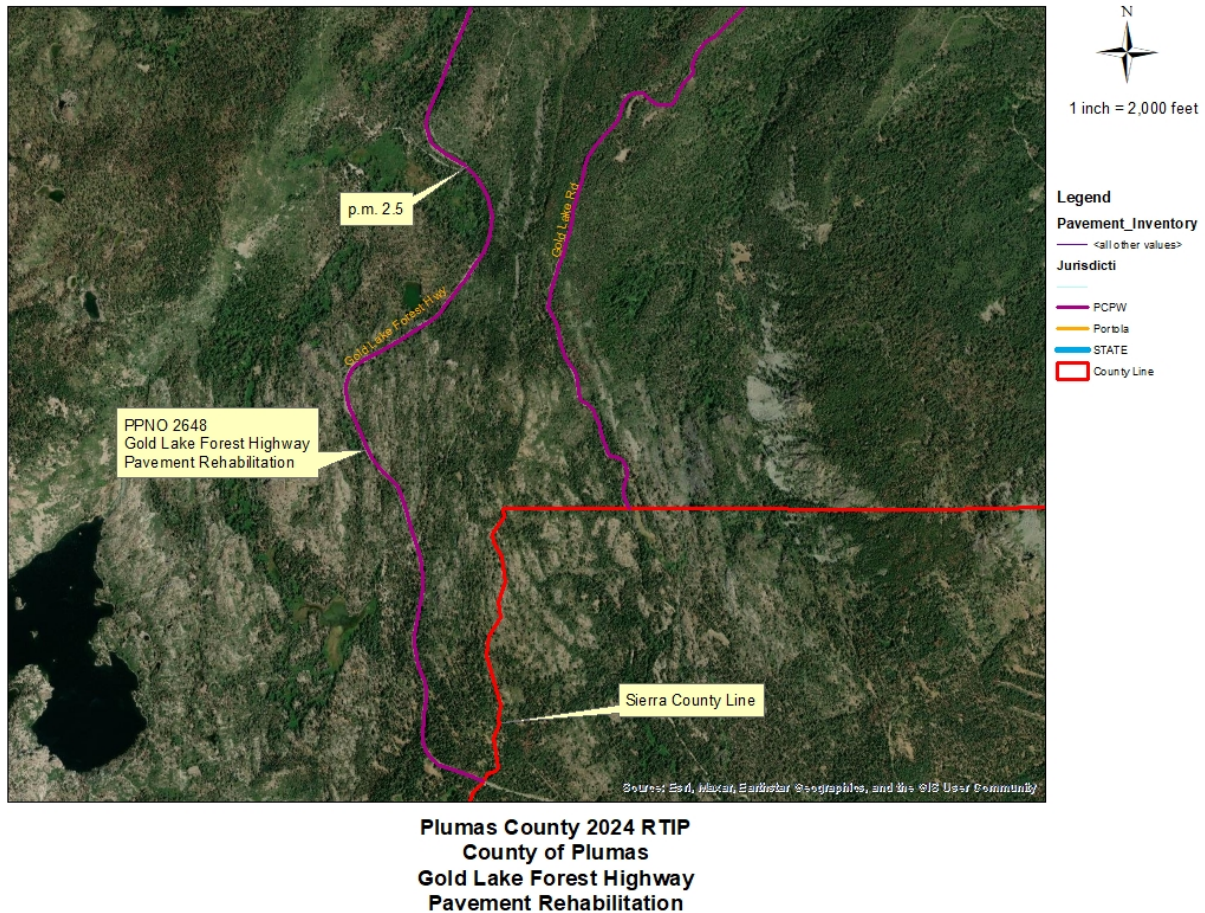 N
1 inch = 2,000 feet
Legend
Pavement_Inventory
<all other values>
Jurisdicti
PCPW
Portola
STATE
County Line
p.m. 2.5
Gold Lake Rd
Gold Lake Forest Hwy
PPNO 2648
Gold Lake Forest Highway
Pavement Rehabilitation
Sierra County Line
Source: Esri, Maxar, Earthstar Geographics, and the GIS User Community
Plumas County 2024 RTIP
County of Plumas
Gold Lake Forest Highway
Pavement Rehabilitation